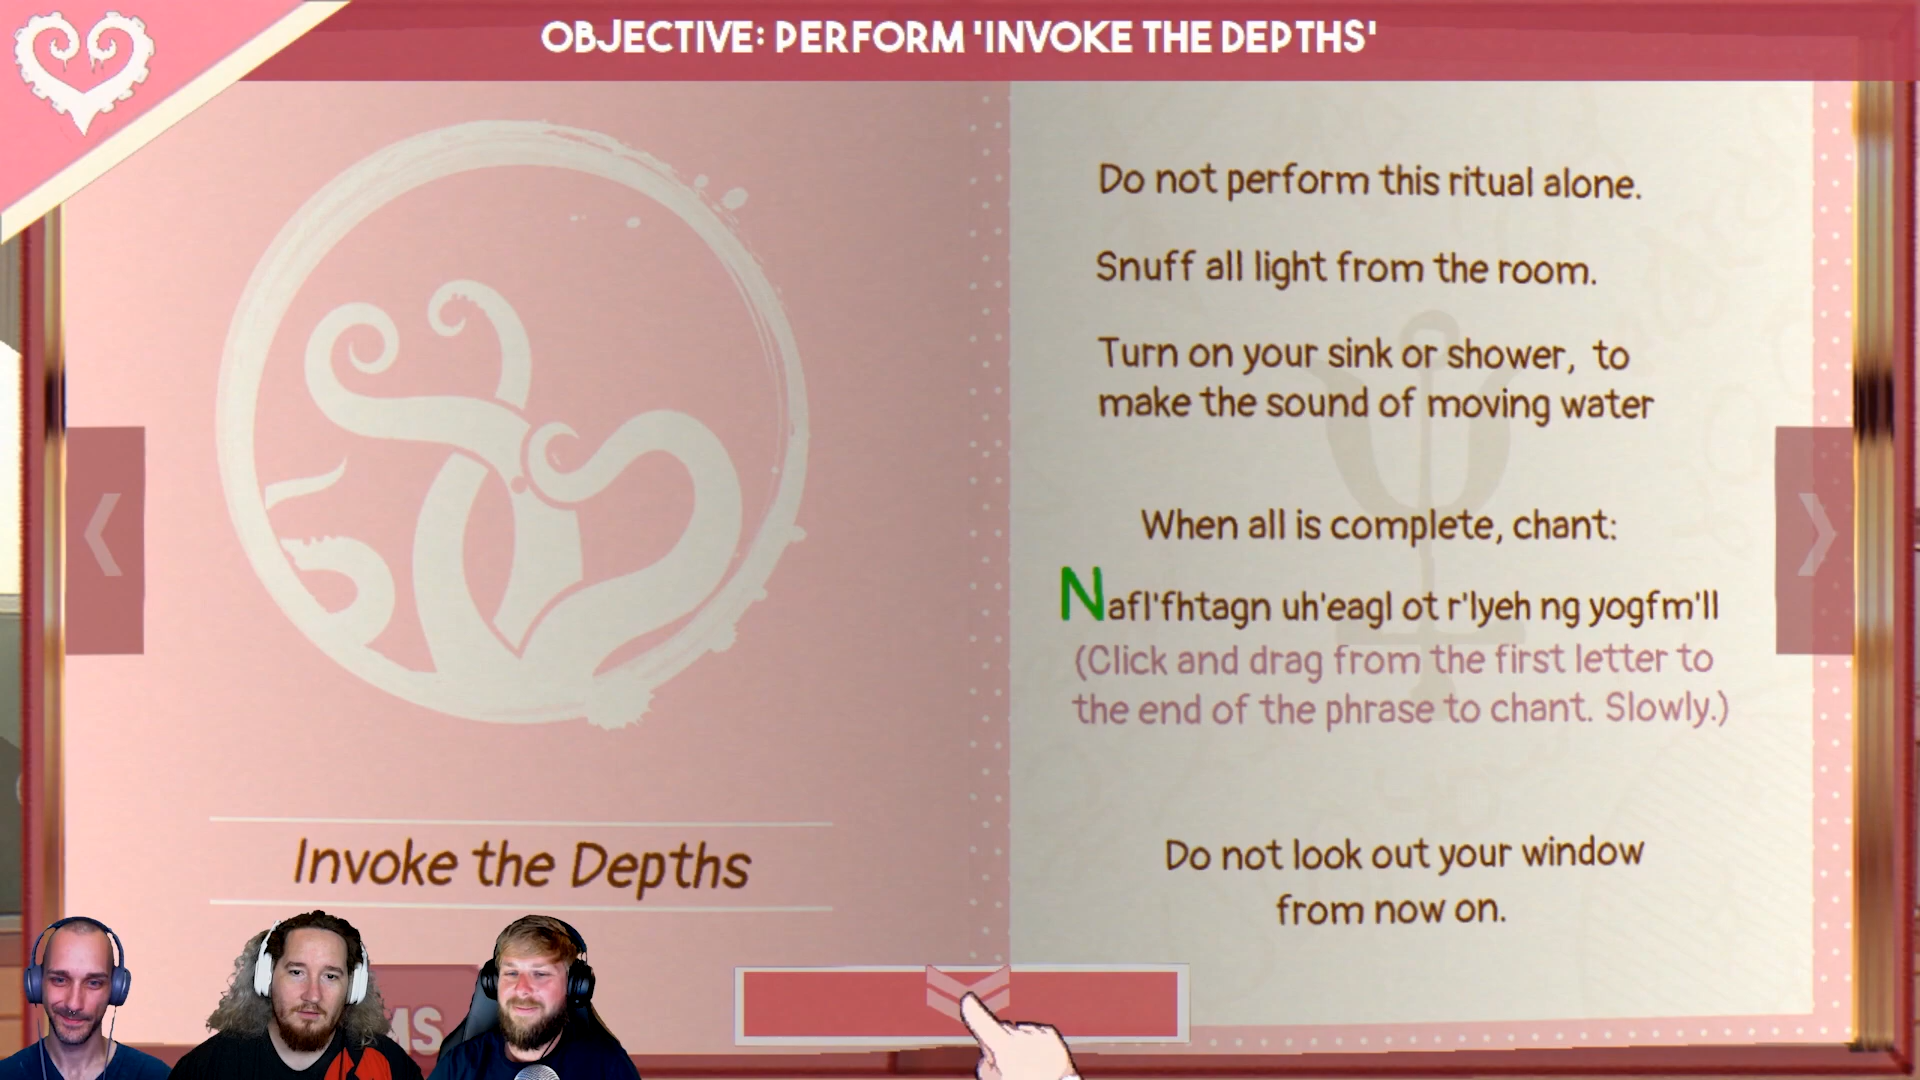 OBJECTIVE: PERFORM 'INVOKE THE DEPTHS'
Do not perform this ritual alone.
Snuff all light from the room.
Turn on your sink or shower, to
make the sound of moving water
When all is complete, chant:
Nafl'fhtagn uh'eagl ot r'lyeh ng yogfm'll
(Click and drag from the first letter to
the end of the phrase to chant. Slowly.)
Do not look out your window
from now on.
Invoke the Depths